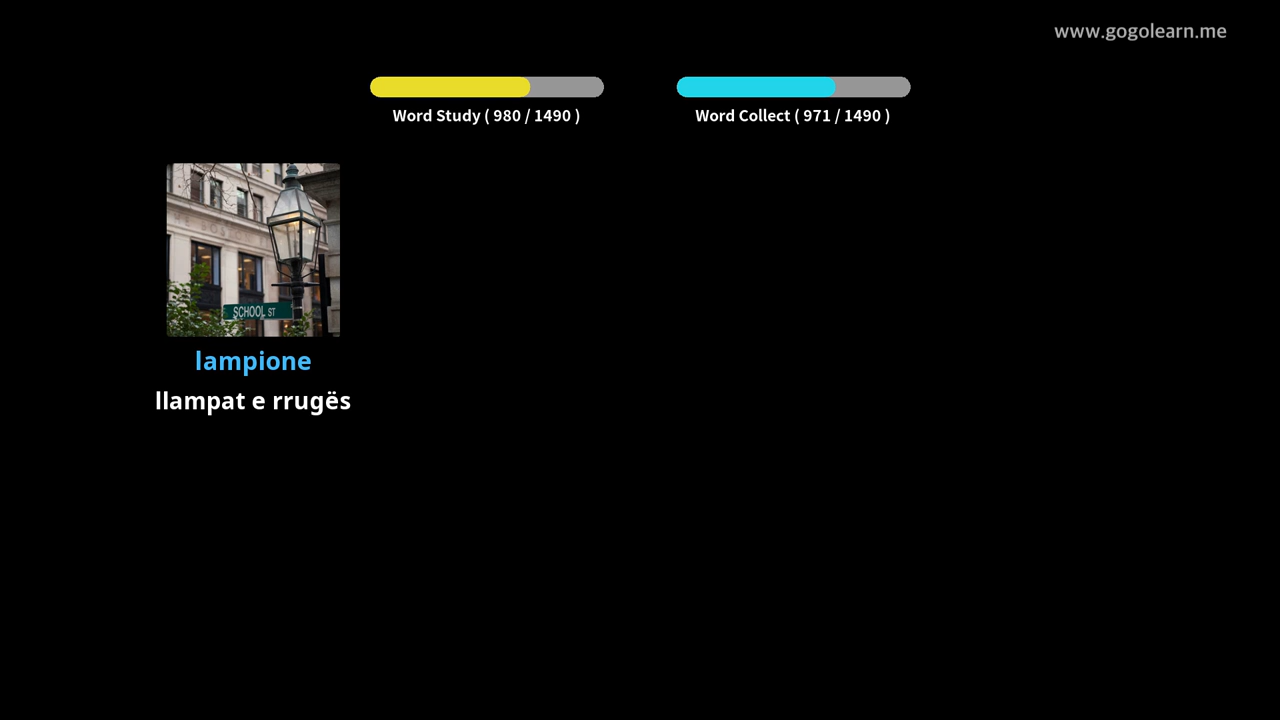 www.gogolearn.me
Word Study ( 980 / 1490 )
Word Collect ( 971 / 1490 )
SCHOOL ST
lampione
llampat e rrugës